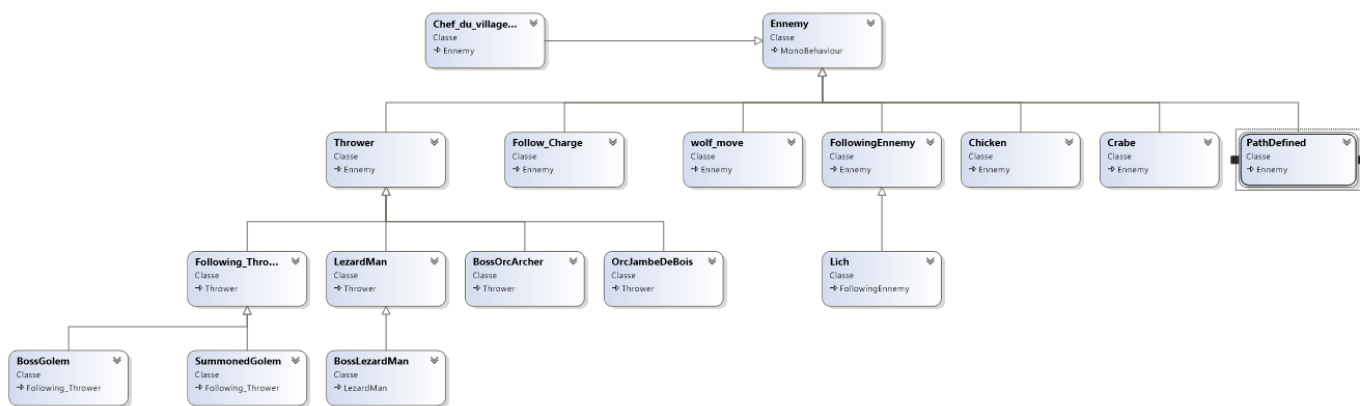 Chef_du_village...
Classe
Ennemy
Ennemy
Classe
MonoBehaviour
Thrower
Classe
Ennemy
Follow_Charge
Classe
Ennemy
wolf_move
Classe
Ennemy
FollowingEnnemy
Classe
Ennemy
Chicken
Classe
Ennemy
Crabe
Classe
Ennemy
PathDefined
Classe
Ennemy
Following_Thro...
Classe
Thrower
LezardMan
Classe
Thrower
BossOrcArcher
Classe
Thrower
OrcJambeDeBois
Classe
Thrower
Lich
Classe
FollowingEnnemy
BossGolem
Classe
Following_Thrower
SummonedGolem
Classe
Following_Thrower
BossLezardMan
Classe
LezardMan